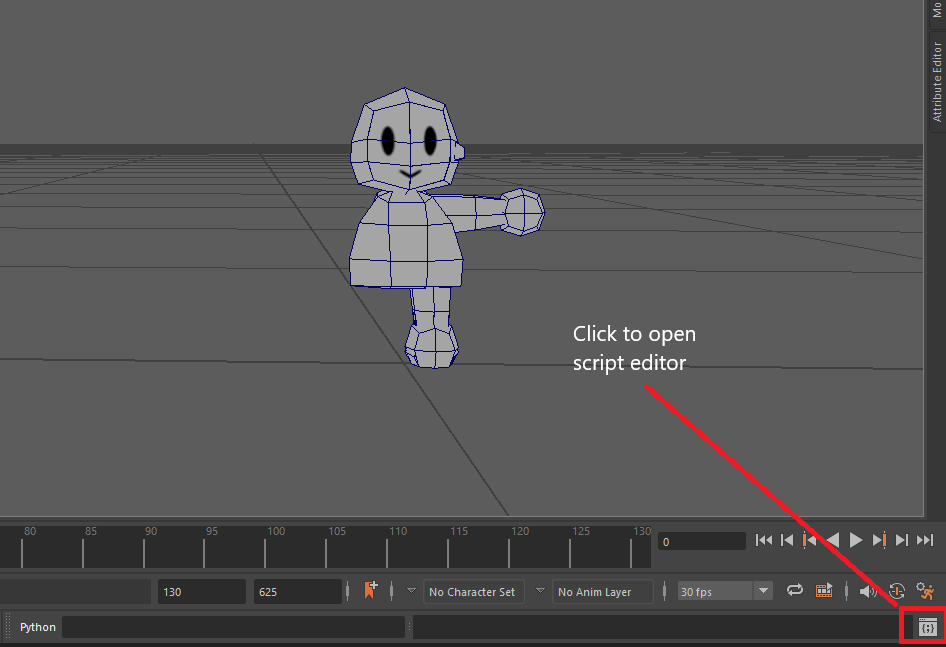 Mo
Attribute Editor
Click to open
script editor
80 85 90 95 100 105 110 115 120 125 130
0
130 625 No Character Set No Anim Layer 30 fps
Python